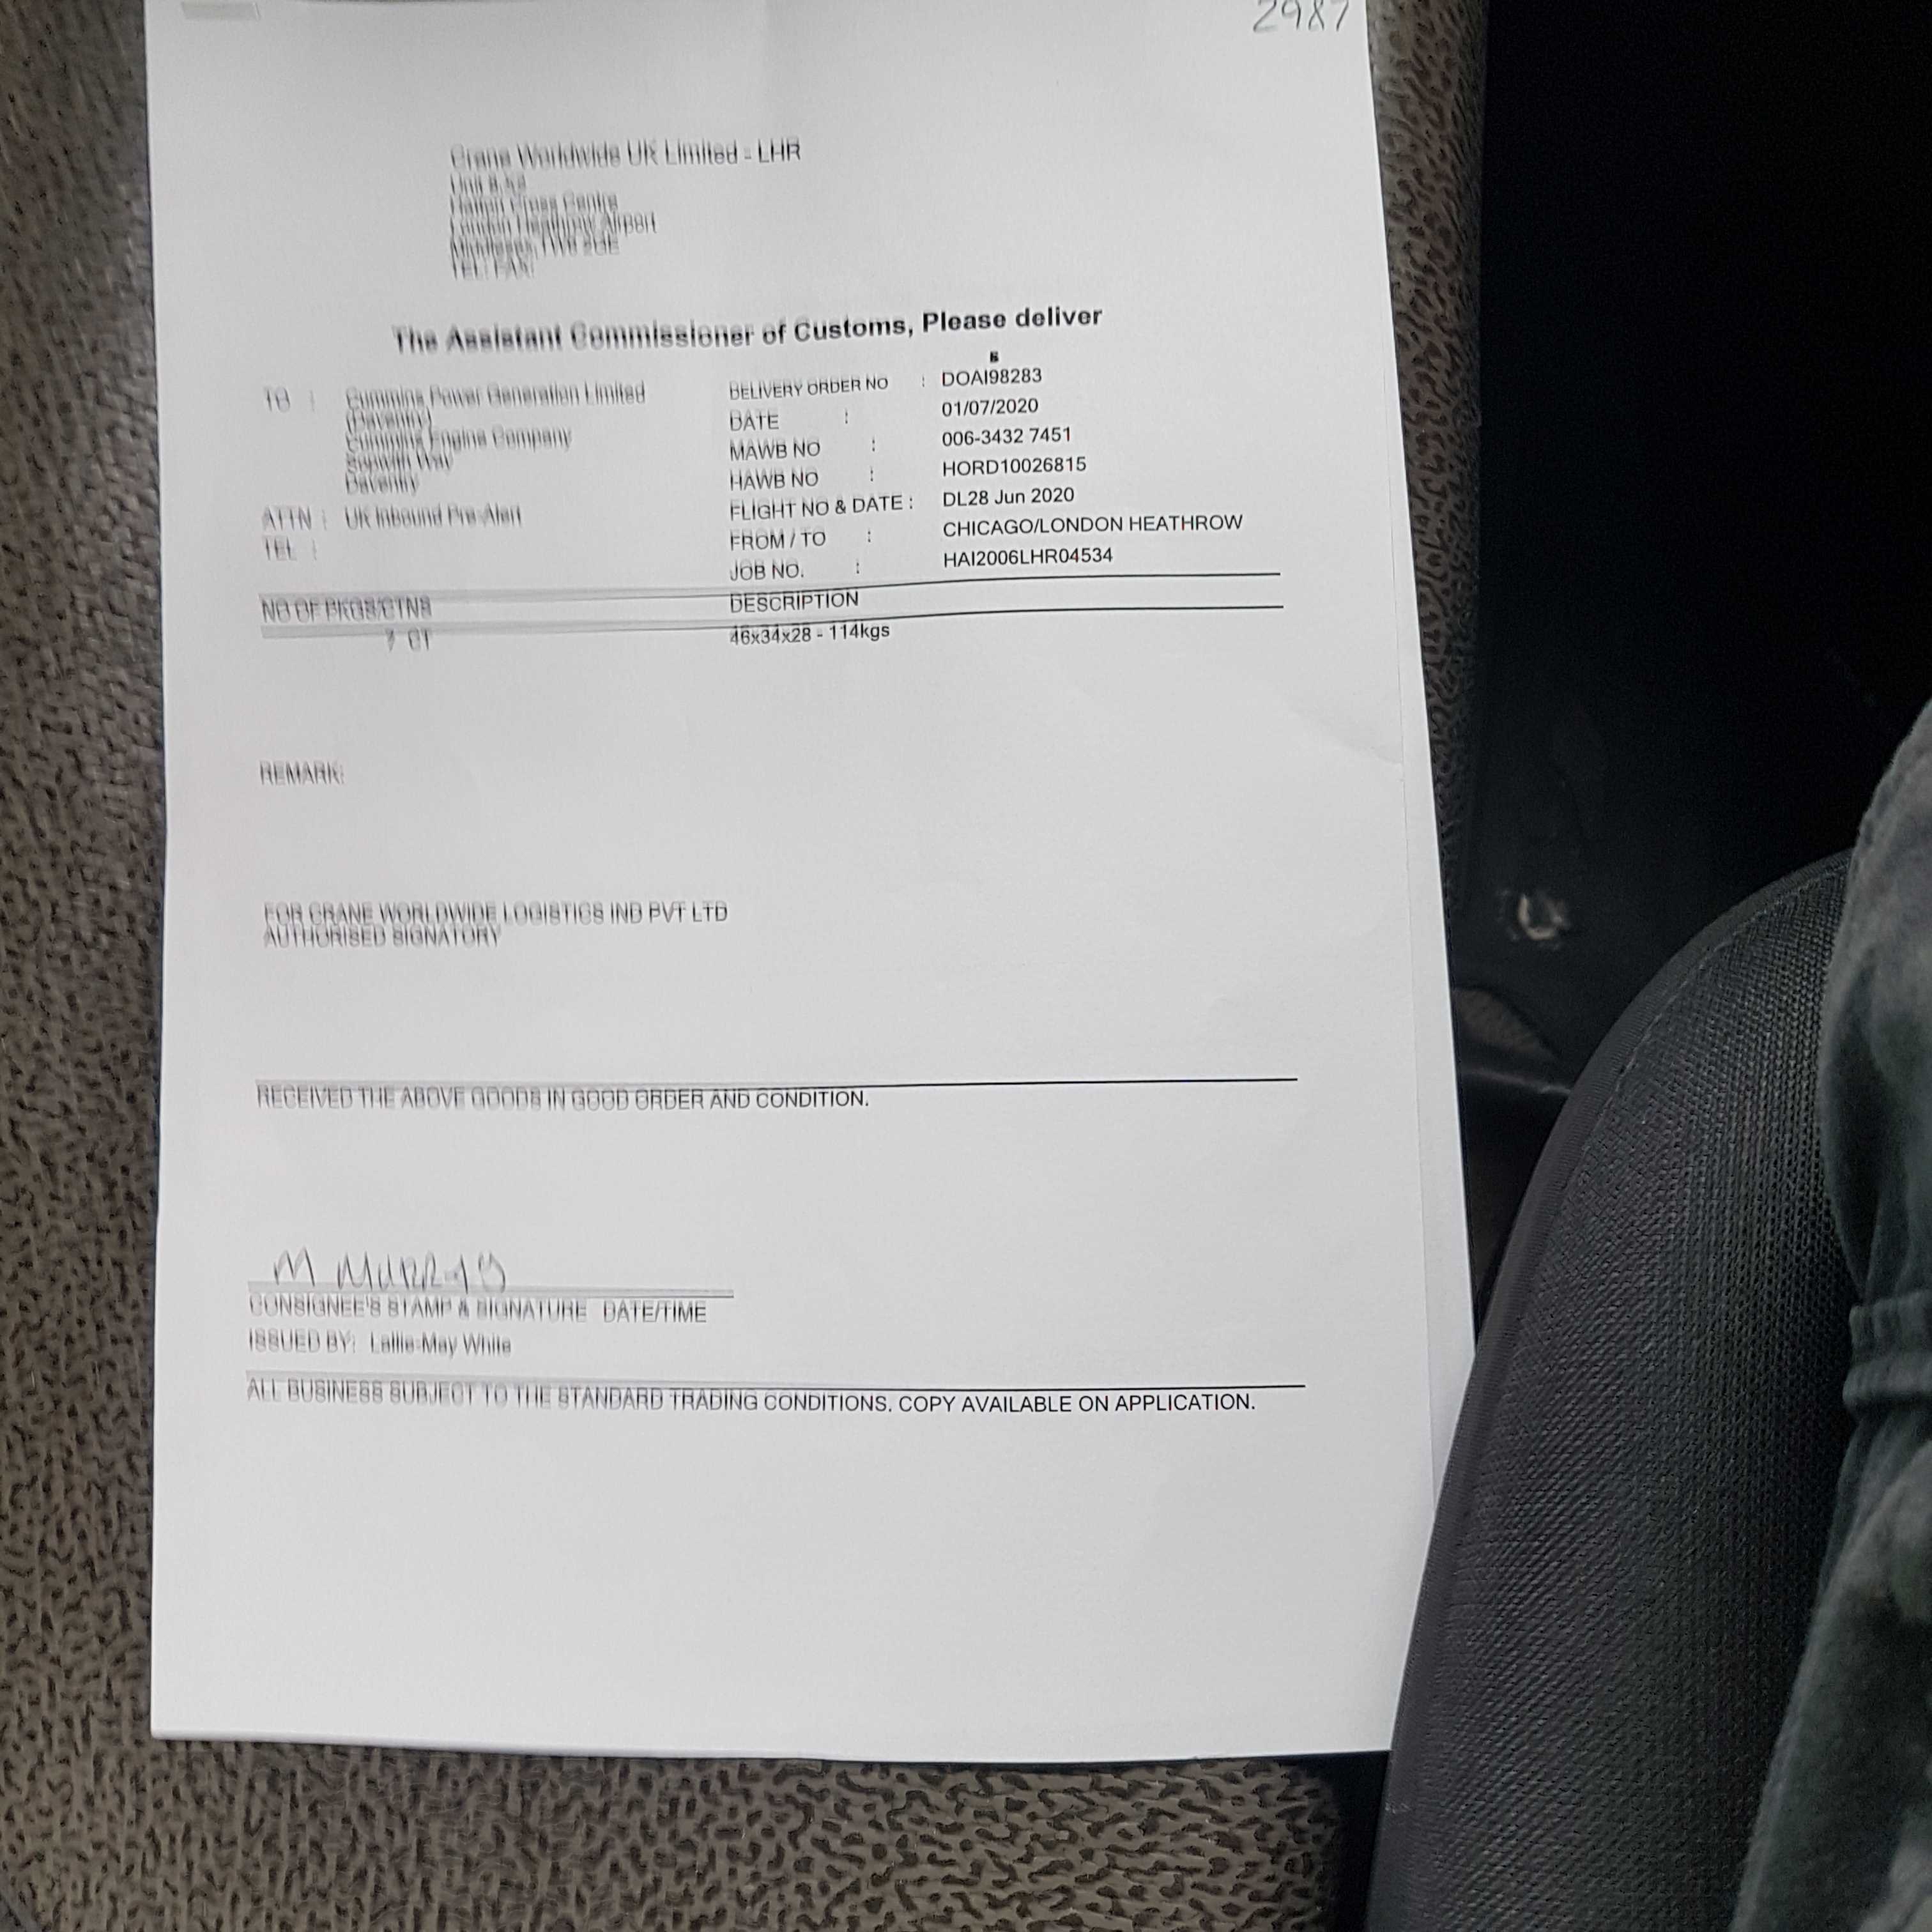 2987
Crane Worldwide UK Limited - LHR
Unit
Hatton Cross Centre
London Heathrow Airport
Middlesex, TW6
TEL: FAX:
The Assistant Commissioner of Customs, Please deliver
TO : Cummins Power Generation Limited
(Daventry)
Cummins Engine Company
Sopwith Way
Daventry
ATTN : UK Inbound Pre-Alert
TEL :
DELIVERY ORDER NO : DOAI98283
DATE : 01/07/2020
MAWB NO : 006-3432 7451
HAWB NO : HORD10026815
FLIGHT NO & DATE : DL28 Jun 2020
FROM / TO : CHICAGO/LONDON HEATHROW
JOB NO. : HAI2006LHR04534
NO OF PKGS/CTNS DESCRIPTION
CT 46x34x28 - 114kgs
REMARK:
FOR CRANE WORLDWIDE LOGISTICS IND PVT LTD
AUTHORISED SIGNATORY
RECEIVED THE ABOVE GOODS IN GOOD ORDER AND CONDITION.
M MURRAY
CONSIGNEE'S STAMP & SIGNATURE DATE/TIME
ISSUED BY: Lallie-May White
ALL BUSINESS SUBJECT TO THE STANDARD TRADING CONDITIONS. COPY AVAILABLE ON APPLICATION.